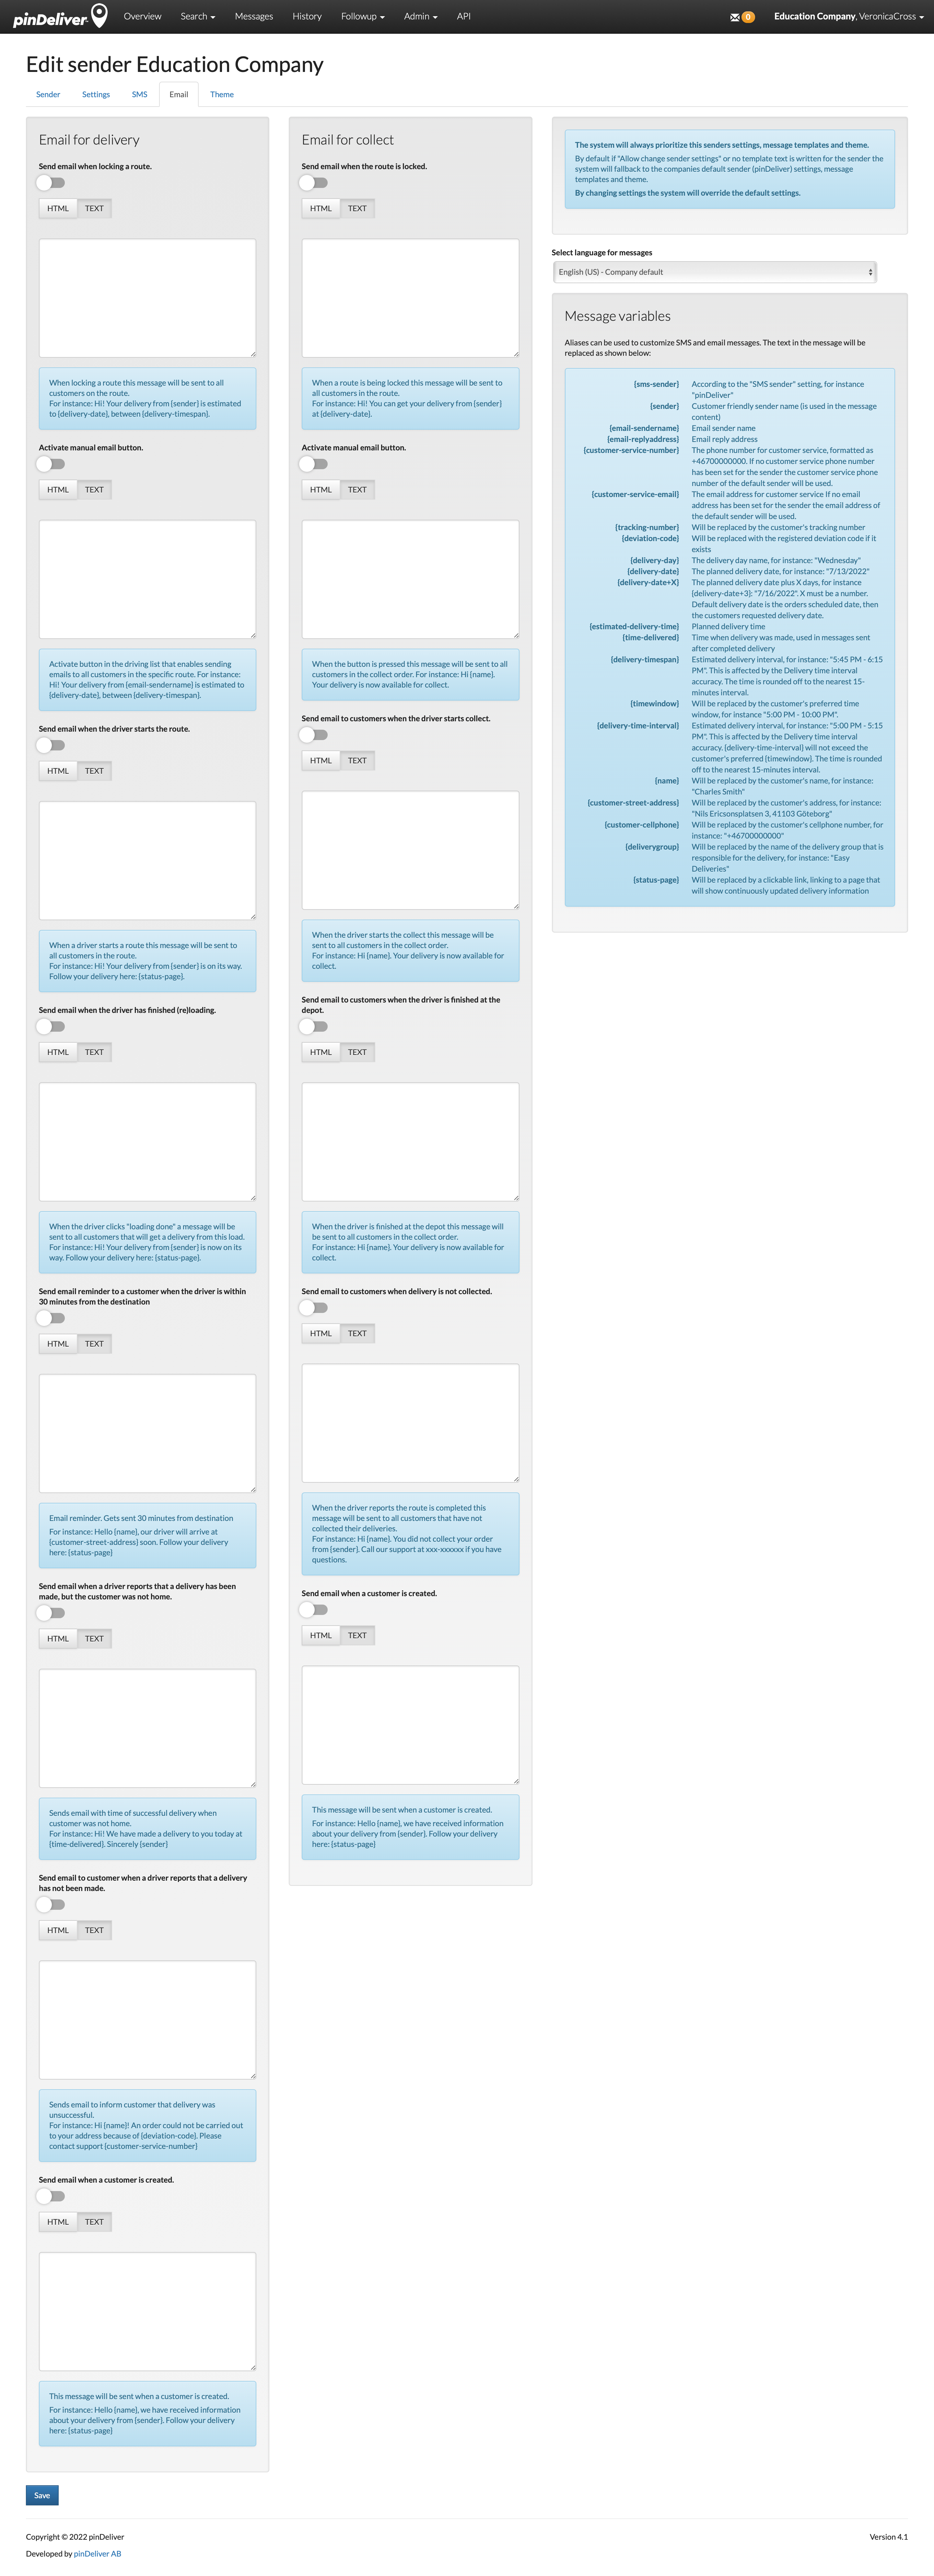 pinDeliver
Overview
Search
Messages
History
Followup
Admin
API
0
Education Company, VeronicaCross
Edit sender Education Company
Sender
Settings
SMS
Email
Theme
Email for delivery
Send email when locking a route.
HTML
TEXT
When locking a route this message will be sent to all
customers on the route.
For instance: Hi! Your delivery from {sender} is estimated
to {delivery-date}, between {delivery-timespan}.
Activate manual email button.
HTML
TEXT
Activate button in the driving list that enables sending
emails to all customers in the specific route. For instance:
Hi! Your delivery from {email-sendername} is estimated to
{delivery-date}, between {delivery-timespan}.
Send email when the driver starts the route.
HTML
TEXT
When a driver starts a route this message will be sent to
all customers in the route.
For instance: Hi! Your delivery from {sender} is on its way.
Follow your delivery here: {status-page}.
Send email when the driver has finished (re)loading.
HTML
TEXT
When the driver clicks "loading done" a message will be
sent to all customers that will get a delivery from this load.
For instance: Hi! Your delivery from {sender} is now on its
way. Follow your delivery here: {status-page}.
Send email reminder to a customer when the driver is within
30 minutes from the destination
HTML
TEXT
Email reminder. Gets sent 30 minutes from destination
For instance: Hello {name}, our driver will arrive at
{customer-street-address} soon. Follow your delivery
here: {status-page}
Send email when a driver reports that a delivery has been
made, but the customer was not home.
HTML
TEXT
Sends email with time of successful delivery when
customer was not home.
For instance: Hi! We have made a delivery to you today at
{time-delivered}. Sincerely {sender}
Send email to customer when a driver reports that a delivery
has not been made.
HTML
TEXT
Sends email to inform customer that delivery was
unsuccessful.
For instance: Hi {name}! An order could not be carried out
to your address because of {deviation-code}. Please
contact support {customer-service-number}
Send email when a customer is created.
HTML
TEXT
This message will be sent when a customer is created.
For instance: Hello {name}, we have received information
about your delivery from {sender}. Follow your delivery
here: {status-page}
Email for collect
Send email when the route is locked.
HTML
TEXT
When a route is being locked this message will be sent to
all customers in the route.
For instance: Hi! You can get your delivery from {sender}
at {delivery-date}.
Activate manual email button.
HTML
TEXT
When the button is pressed this message will be sent to all
customers in the collect order. For instance: Hi {name}.
Your delivery is now available for collect.
Send email to customers when the driver starts collect.
HTML
TEXT
When the driver starts the collect this message will be
sent to all customers in the collect order.
For instance: Hi {name}. Your delivery is now available for
collect.
Send email to customers when the driver is finished at the
depot.
HTML
TEXT
When the driver is finished at the depot this message will
be sent to all customers in the collect order.
For instance: Hi {name}. Your delivery is now available for
collect.
Send email to customers when delivery is not collected.
HTML
TEXT
When the driver reports the route is completed this
message will be sent to all customers that have not
collected their deliveries.
For instance: Hi {name}. You did not collect your order
from {sender}. Call our support at xxx-xxxxxx if you have
questions.
Send email when a customer is created.
HTML
TEXT
This message will be sent when a customer is created.
For instance: Hello {name}, we have received information
about your delivery from {sender}. Follow your delivery
here: {status-page}
The system will always prioritize this senders settings, message templates and theme.
By default if "Allow change sender settings" or no template text is written for the sender the
system will fallback to the companies default sender (pinDeliver) settings, message
templates and theme.
By changing settings the system will override the default settings.
Select language for messages
English (US) - Company default
Message variables
Aliases can be used to customize SMS and email messages. The text in the message will be
replaced as shown below:
{sms-sender} According to the "SMS sender" setting, for instance
"pinDeliver"
{sender} Customer friendly sender name (is used in the message
content)
{email-sendername} Email sender name
{email-replyaddress} Email reply address
{customer-service-number} The phone number for customer service, formatted as
+46700000000. If no customer service phone number
has been set for the sender the customer service phone
number of the default sender will be used.
{customer-service-email} The email address for customer service If no email
address has been set for the sender the email address of
the default sender will be used.
{tracking-number} Will be replaced by the customer's tracking number
{deviation-code} Will be replaced with the registered deviation code if it
exists
{delivery-day} The delivery day name, for instance: "Wednesday"
{delivery-date} The planned delivery date, for instance: "7/13/2022"
{delivery-date+X} The planned delivery date plus X days, for instance
{delivery-date+3}: "7/16/2022". X must be a number.
Default delivery date is the orders scheduled date, then
the customers requested delivery date.
{estimated-delivery-time} Planned delivery time
{time-delivered} Time when delivery was made, used in messages sent
after completed delivery
{delivery-timespan} Estimated delivery interval, for instance: "5:45 PM - 6:15
PM". This is affected by the Delivery time interval
accuracy. The time is rounded off to the nearest 15-
minutes interval.
{timewindow} Will be replaced by the customer's preferred time
window, for instance "5:00 PM - 10:00 PM".
{delivery-time-interval} Estimated delivery interval, for instance: "5:00 PM - 5:15
PM". This is affected by the Delivery time interval
accuracy. {delivery-time-interval} will not exceed the
customer's preferred {timewindow}. The time is rounded
off to the nearest 15-minutes interval.
{name} Will be replaced by the customer's name, for instance:
"Charles Smith"
{customer-street-address} Will be replaced by the customer's address, for instance:
"Nils Ericsonsplatsen 3, 41103 Göteborg"
{customer-cellphone} Will be replaced by the customer's cellphone number, for
instance: "+46700000000"
{deliverygroup} Will be replaced by the name of the delivery group that is
responsible for the delivery, for instance: "Easy
Deliveries"
{status-page} Will be replaced by a clickable link, linking to a page that
will show continuously updated delivery information
Save
Copyright © 2022 pinDeliver
Version 4.1
Developed by pinDeliver AB